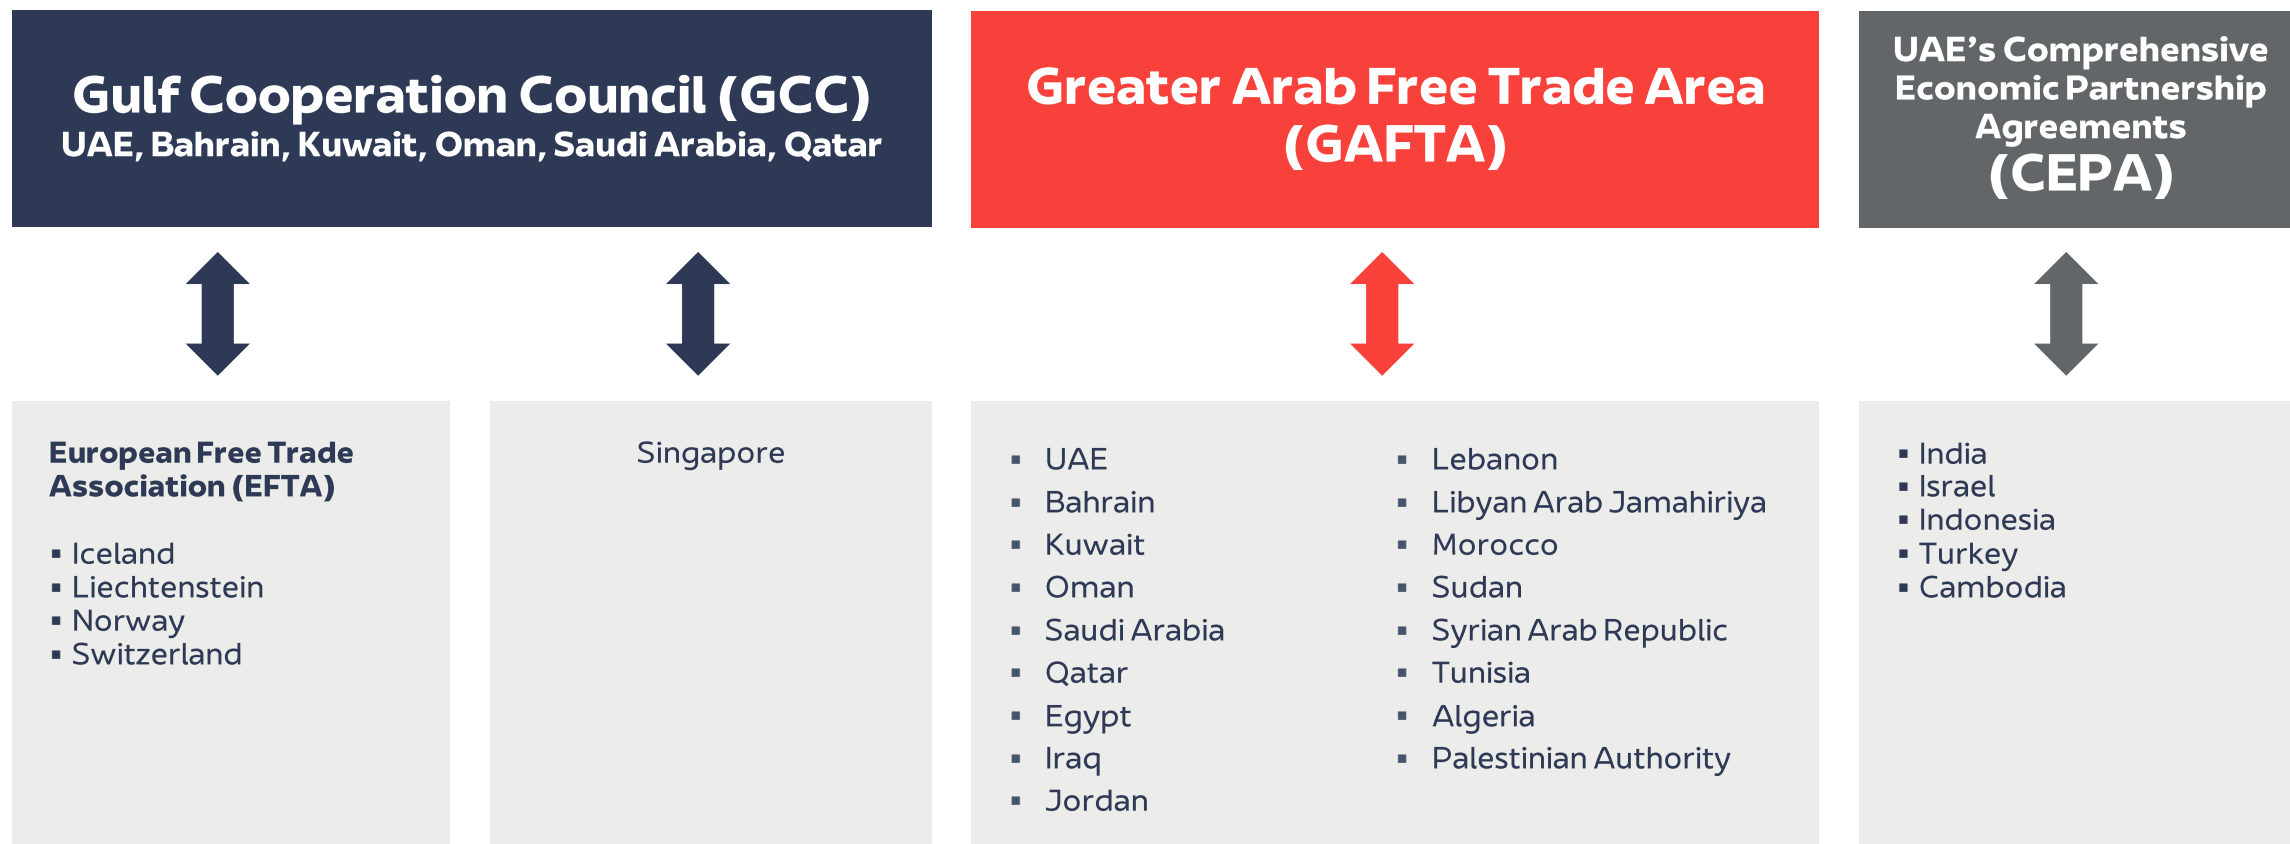 Gulf Cooperation Council (GCC)
UAE, Bahrain, Kuwait, Oman, Saudi Arabia, Qatar
European Free Trade
Association (EFTA)
▪ Iceland
▪ Liechtenstein
▪ Norway
▪ Switzerland
Singapore
Greater Arab Free Trade Area
(GAFTA)
▪ UAE
▪ Bahrain
▪ Kuwait
▪ Oman
▪ Saudi Arabia
▪ Qatar
▪ Egypt
▪ Iraq
▪ Jordan
▪ Lebanon
▪ Libyan Arab Jamahiriya
▪ Morocco
▪ Sudan
▪ Syrian Arab Republic
▪ Tunisia
▪ Algeria
▪ Palestinian Authority
UAE’s Comprehensive
Economic Partnership
Agreements
(CEPA)
▪ India
▪ Israel
▪ Indonesia
▪ Turkey
▪ Cambodia